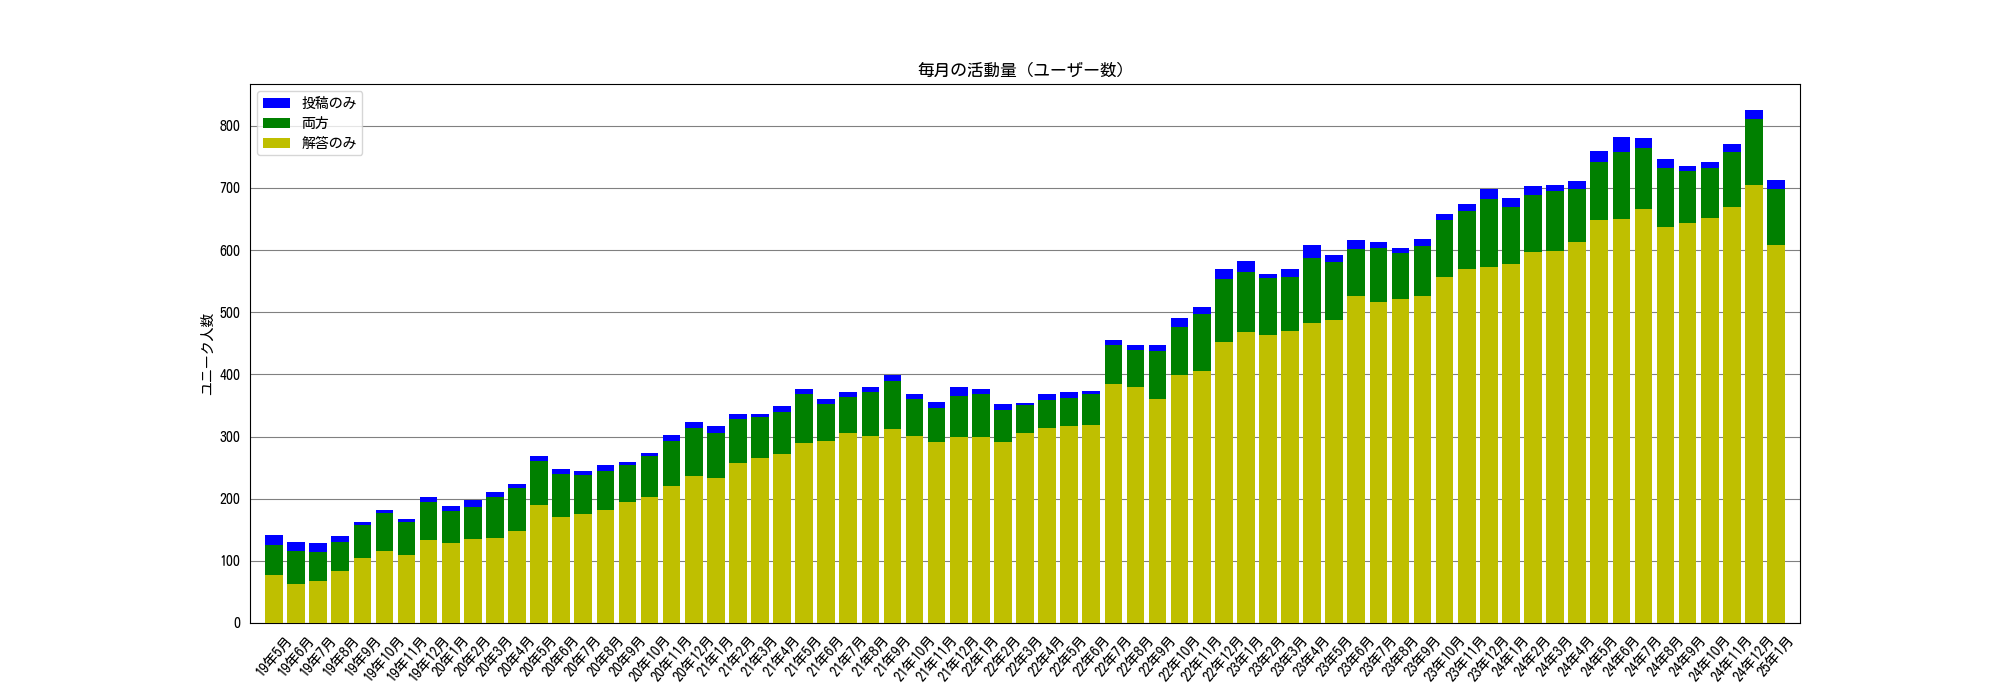 毎月の活動量（ユーザー数）
投稿のみ
両方
解答のみ
ユニーク人数
800
700
600
500
400
300
200
100
0
19年5月
19年6月
19年7月
19年8月
19年9月
19年10月
19年11月
19年12月
20年1月
20年2月
20年3月
20年4月
20年5月
20年6月
20年7月
20年8月
20年9月
20年10月
20年11月
20年12月
21年1月
21年2月
21年3月
21年4月
21年5月
21年6月
21年7月
21年8月
21年9月
21年10月
21年11月
21年12月
22年1月
22年2月
22年3月
22年4月
22年5月
22年6月
22年7月
22年8月
22年9月
22年10月
22年11月
22年12月
23年1月
23年2月
23年3月
23年4月
23年5月
23年6月
23年7月
23年8月
23年9月
23年10月
23年11月
23年12月
24年1月
24年2月
24年3月
24年4月
24年5月
24年6月
24年7月
24年8月
24年9月
24年10月
24年11月
24年12月
25年1月